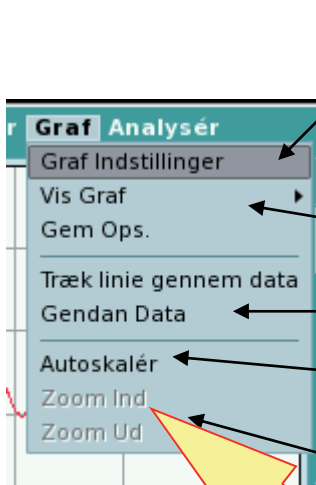 r Graf Analysér
Graf Indstillinger
Vis Graf
Gem Ops.
Træk linie gennem data
Gendan Data
Autoskalér
Zoom Ind
Zoom Ud